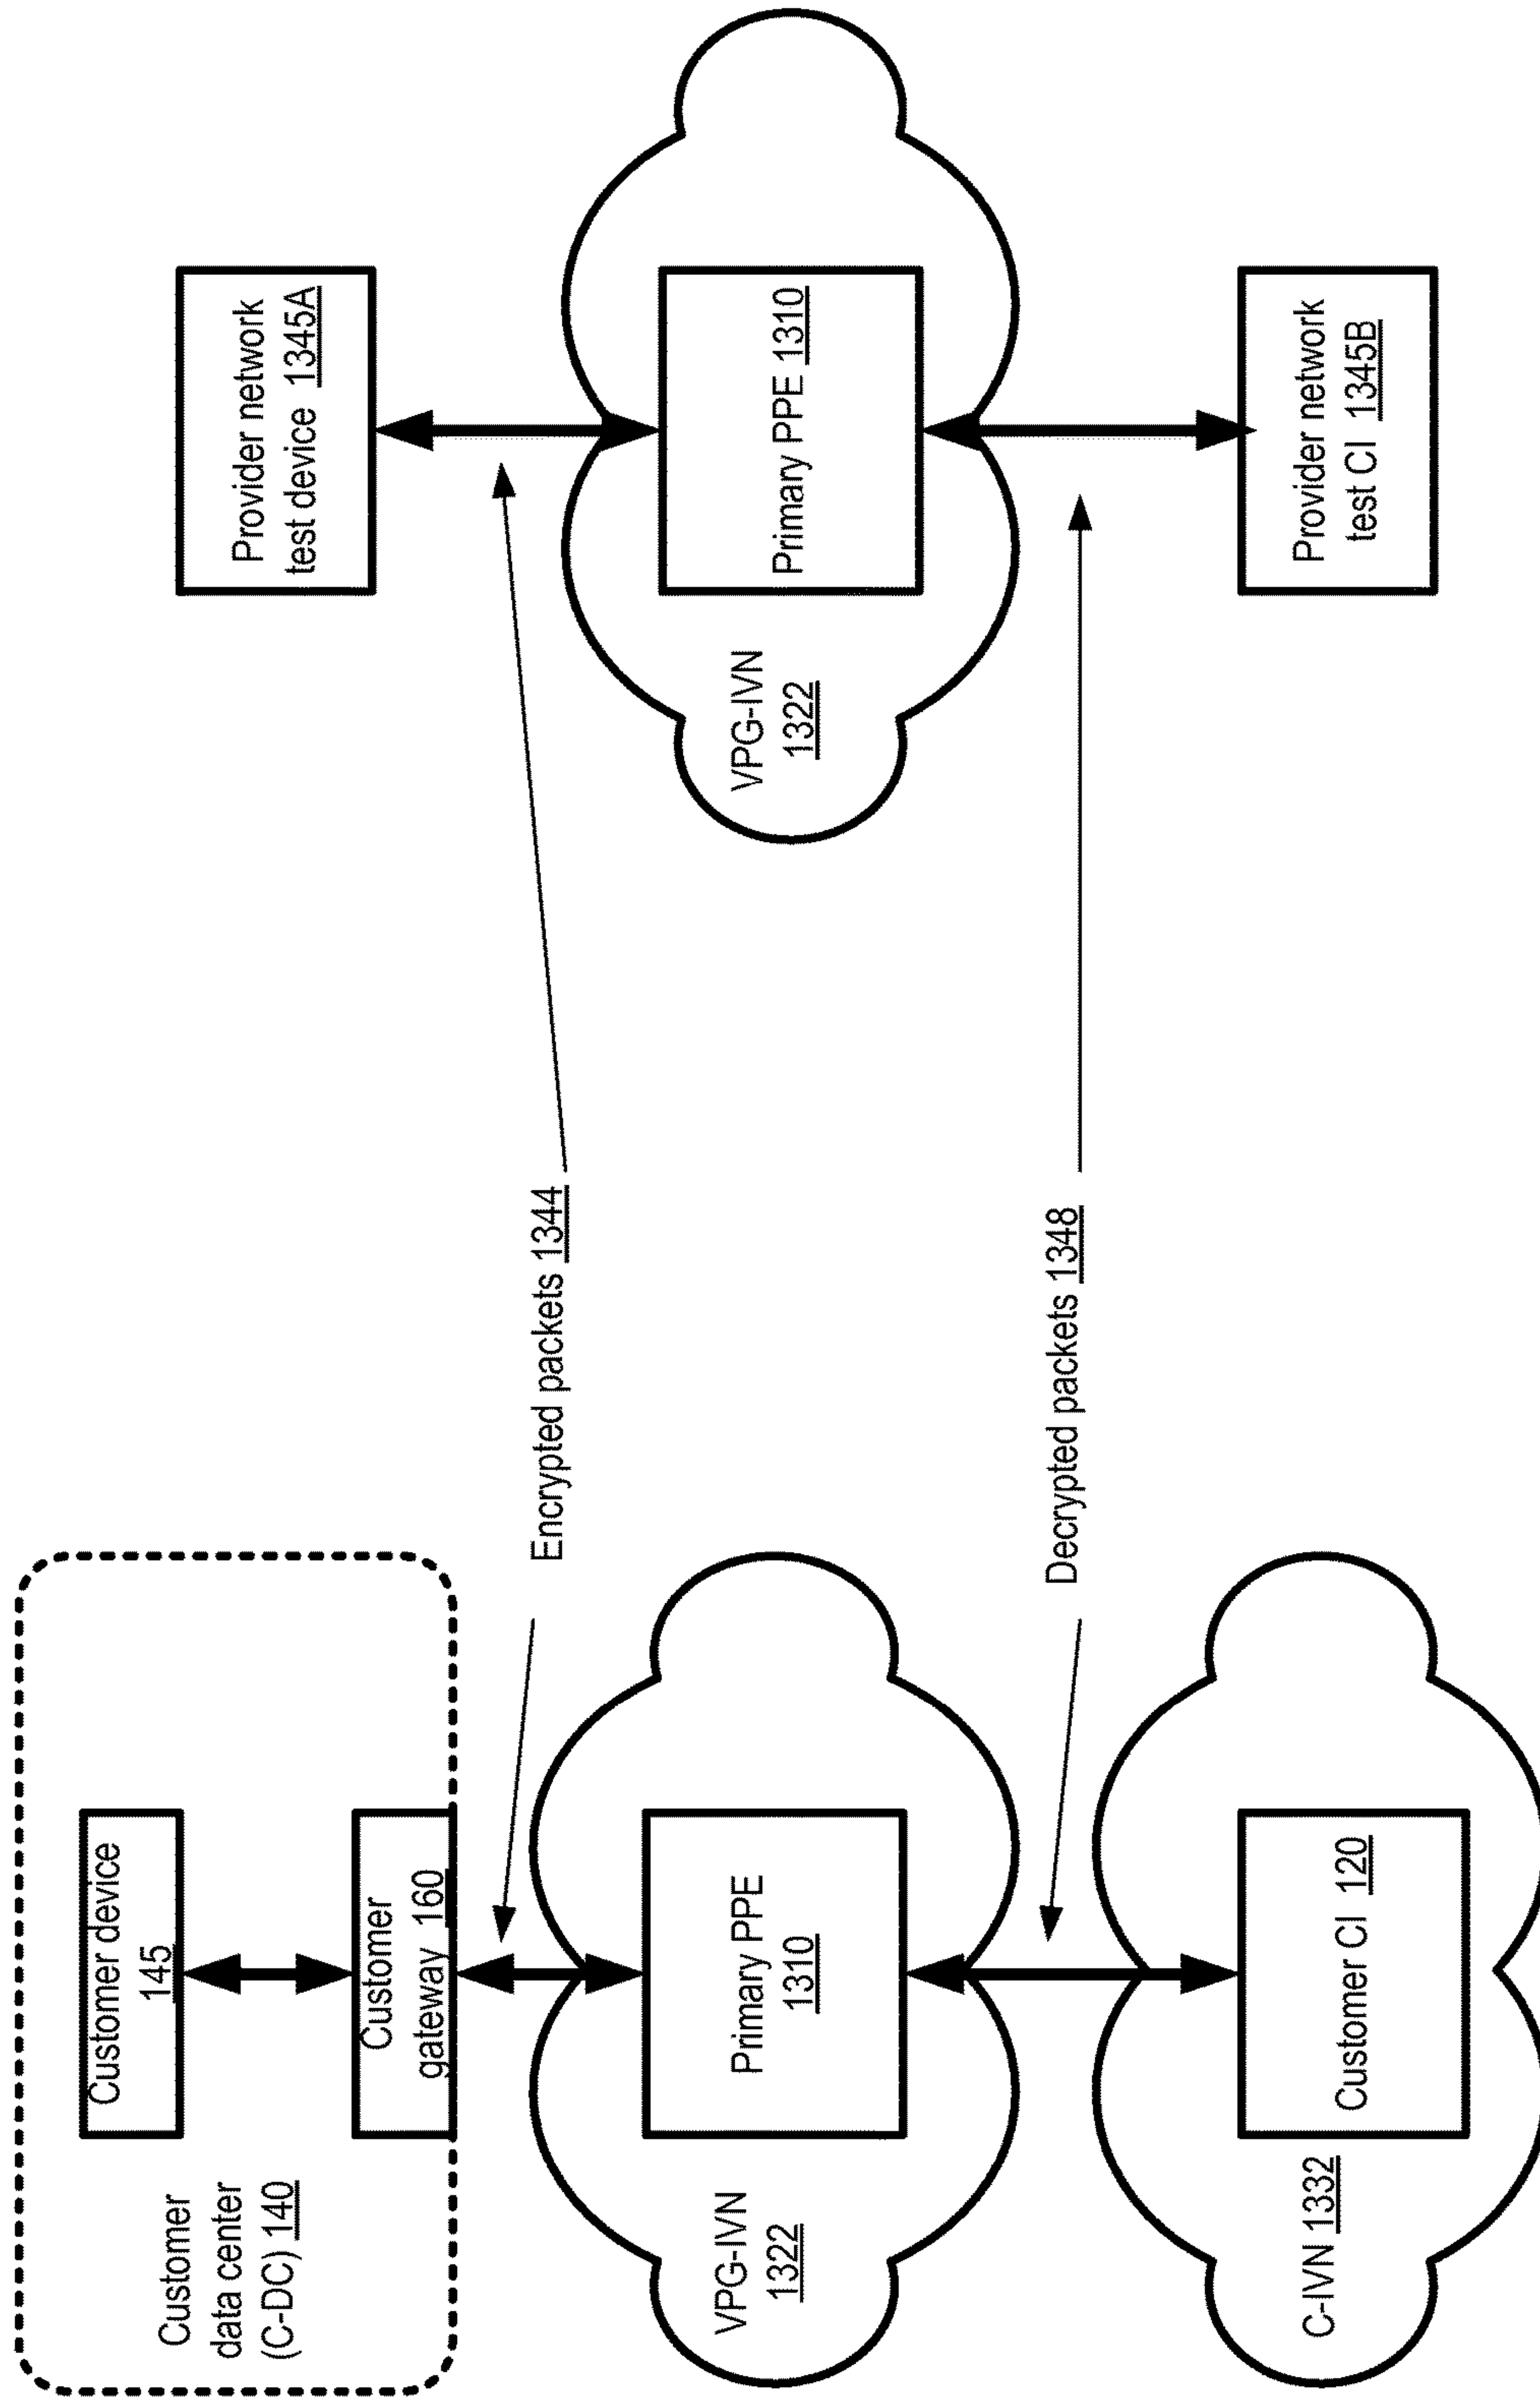 Customer
data center
(C-DC) 140
Customer device
145
Customer
gateway 160
VPG-IVN
1322
Primary PPE
1310
C-IVN 1332
Customer CI 120
Encrypted packets 1344
Decrypted packets 1348
Provider network
test device 1345A
VPG-IVN
1322
Primary PPE 1310
Provider network
test CI 1345B